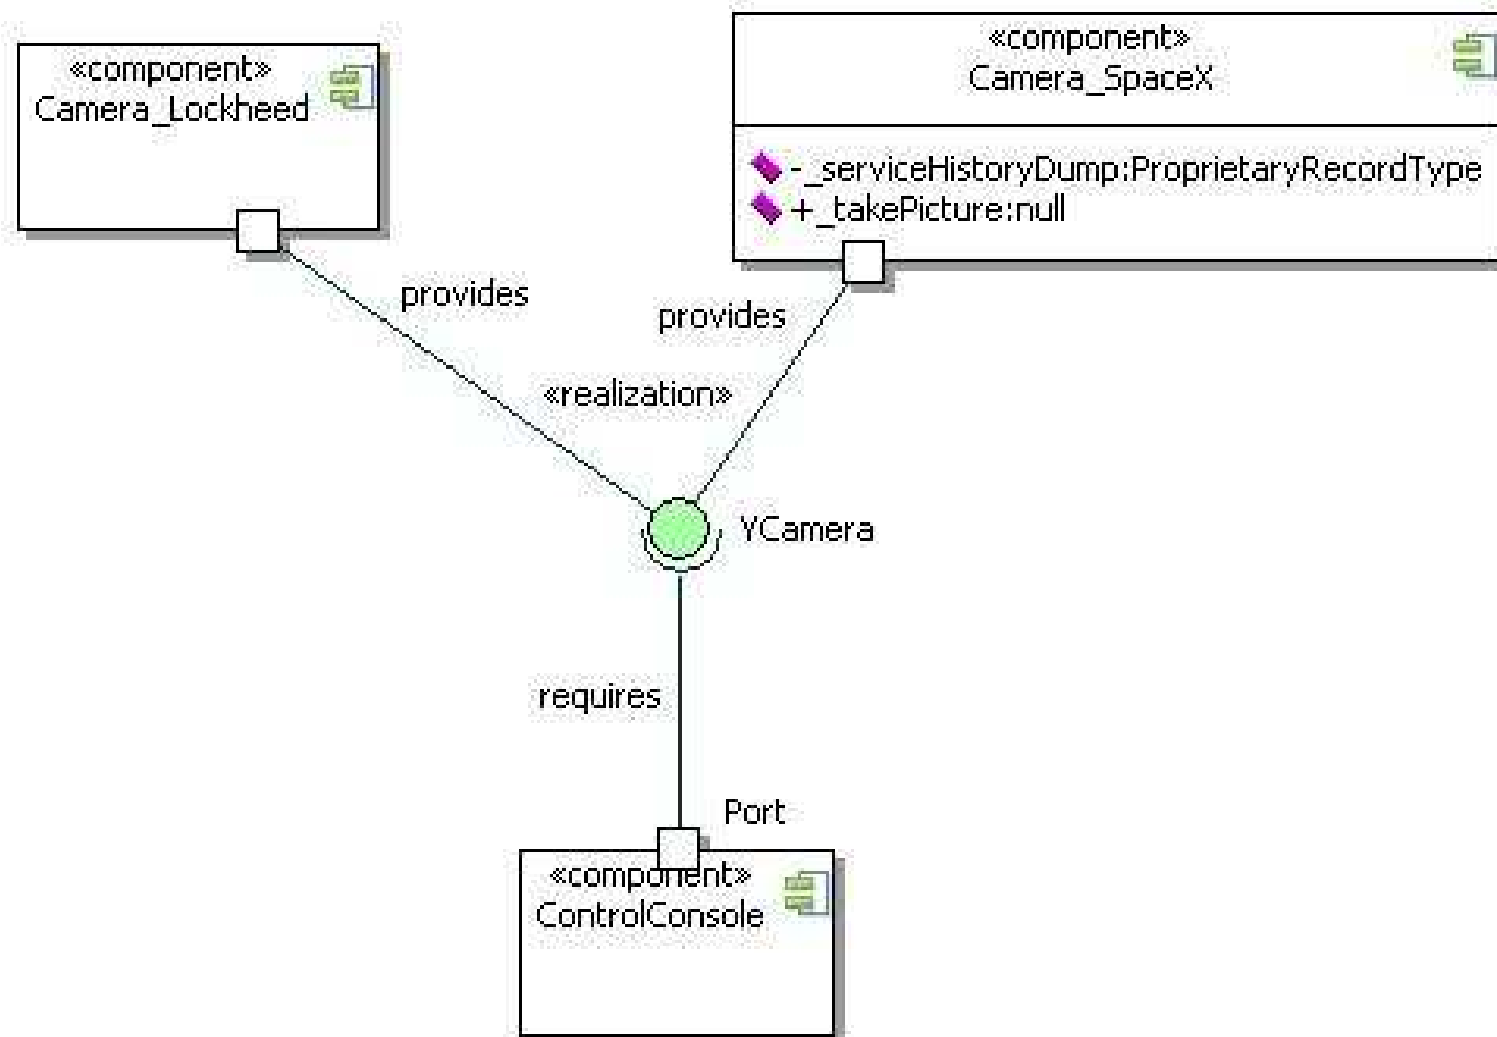 «component»
Camera_Lockheed
«component»
Camera_SpaceX
-_serviceHistoryDump:ProprietaryRecordType
+_takePicture:null
provides
provides
«realization»
YCamera
requires
Port
«component»
ControlConsole